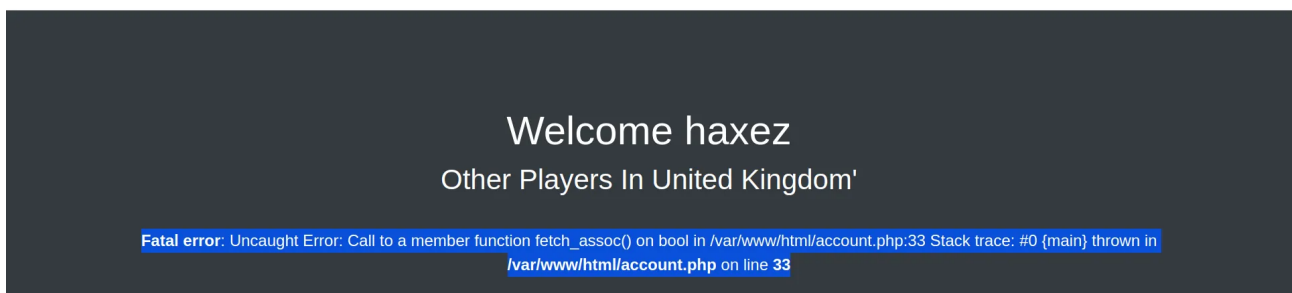 Welcome haxez
Other Players In United Kingdom'
Fatal error: Uncaught Error: Call to a member function fetch_assoc() on bool in /var/www/html/account.php:33 Stack trace: #0 {main} thrown in
/var/www/html/account.php on line 33